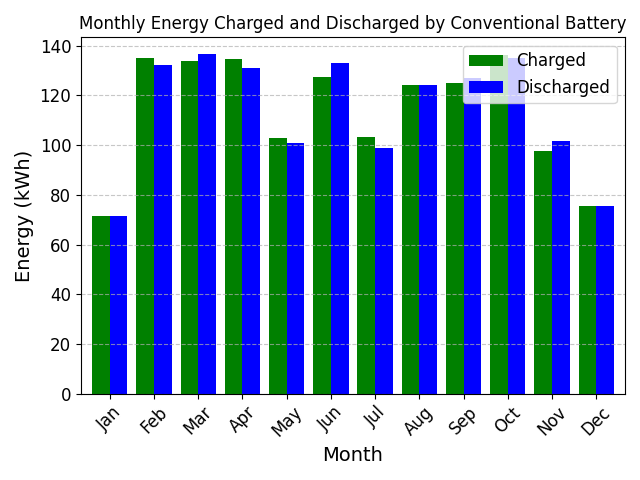 Monthly Energy Charged and Discharged by Conventional Battery
140
120
100
80
60
40
20
0
Energy (kWh)
Charged
Discharged
Jan
Feb
Mar
Apr
May
Jun
Jul
Aug
Sep
Oct
Nov
Dec
Month